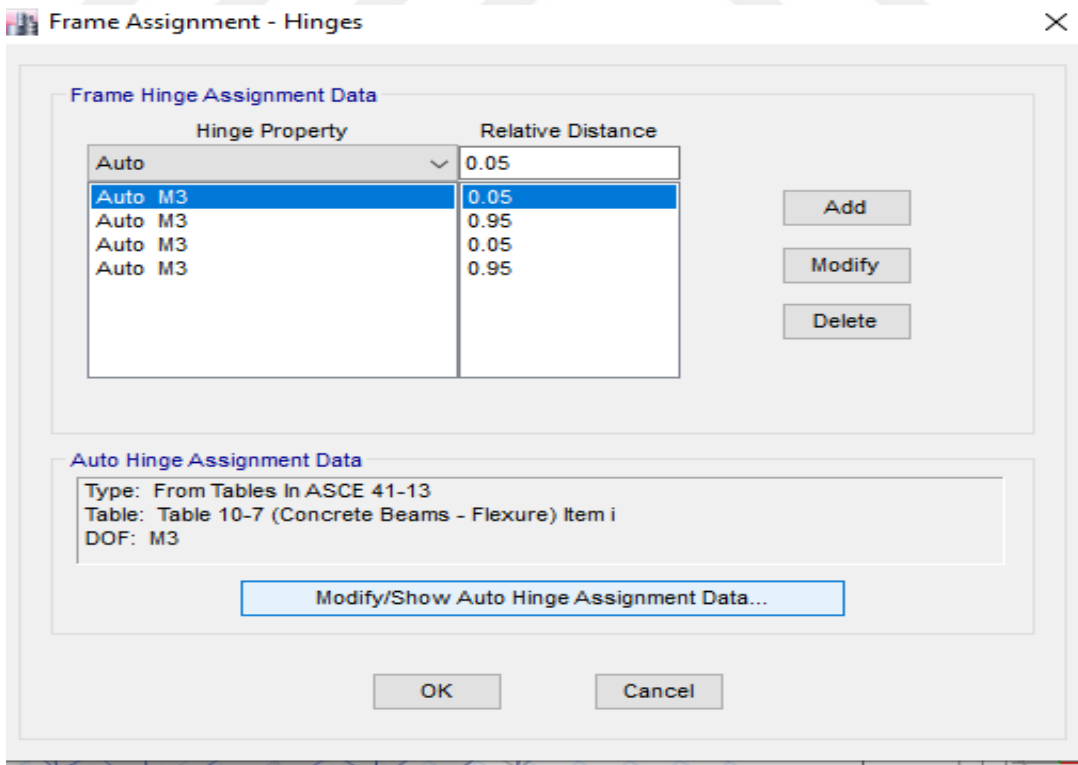 Frame Assignment - Hinges
Frame Hinge Assignment Data
Hinge Property Relative Distance
Auto 0.05
Auto M3 0.05
Auto M3 0.95
Auto M3 0.05
Auto M3 0.95
Add
Modify
Delete
Auto Hinge Assignment Data
Type: From Tables In ASCE 41-13
Table: Table 10-7 (Concrete Beams - Flexure) Item i
DOF: M3
Modify/Show Auto Hinge Assignment Data...
OK Cancel